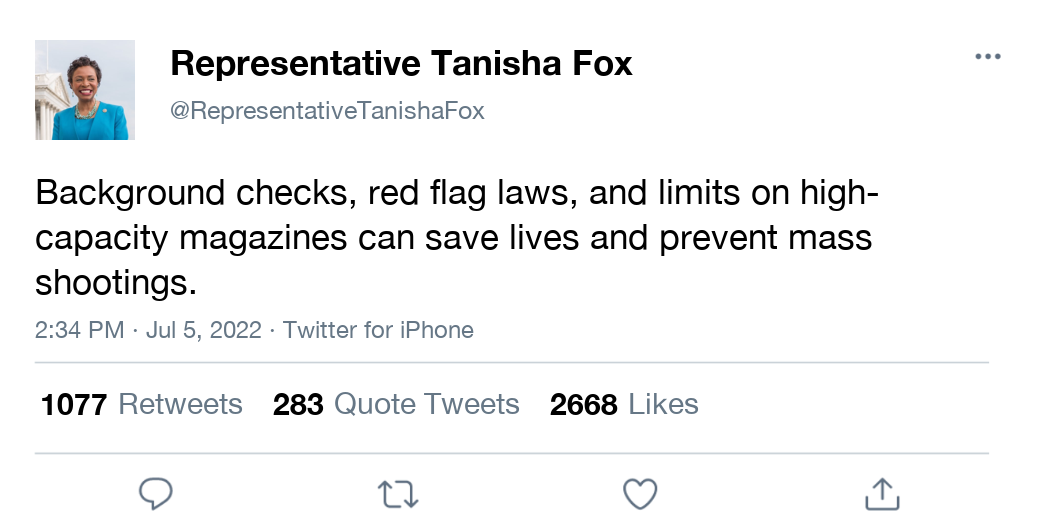 Representative Tanisha Fox
@RepresentativeTanishaFox
Background checks, red flag laws, and limits on high-
capacity magazines can save lives and prevent mass
shootings.
2:34 PM · Jul 5, 2022 · Twitter for iPhone
1077 Retweets 283 Quote Tweets 2668 Likes